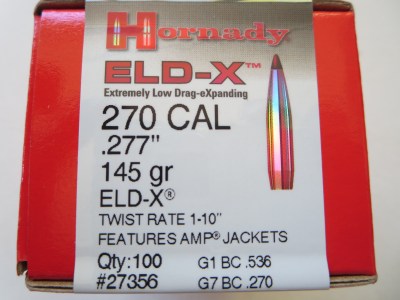 Hornady
ELD-X™
Extremely Low Drag-eXpanding
270 CAL
.277"
145 gr
ELD-X®
TWIST RATE 1-10"
FEATURES AMP® JACKETS
Qty:100 G1 BC .536
#27356 G7 BC .270